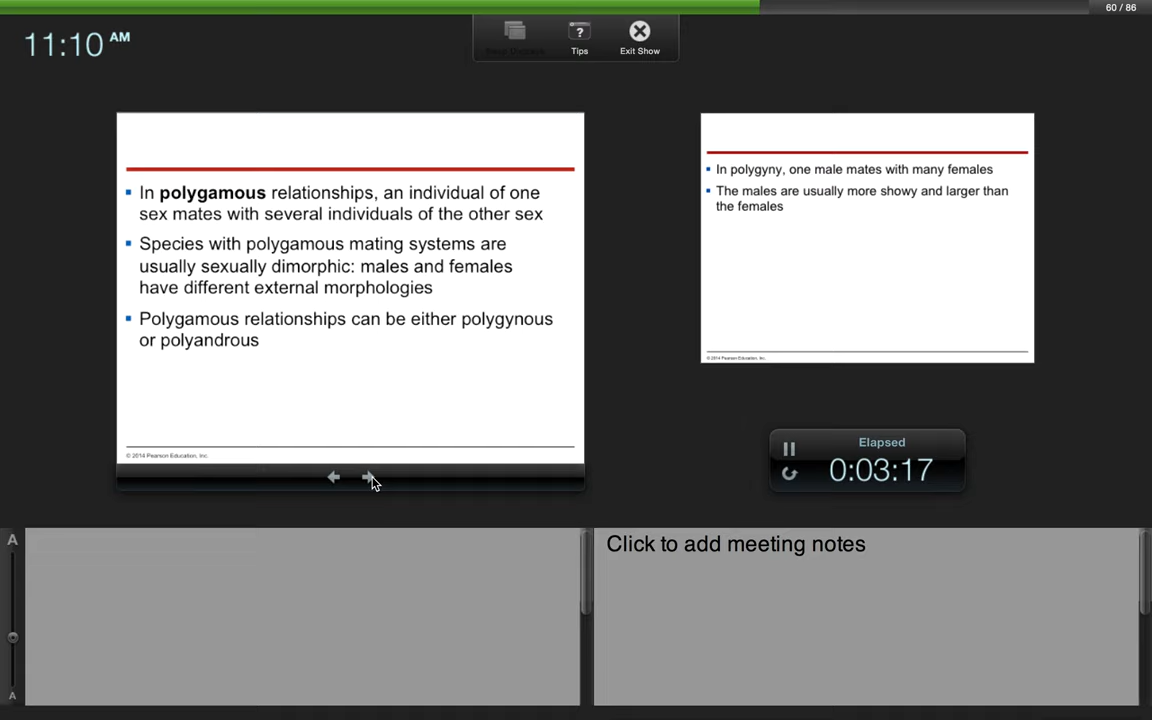 60 / 86
11:10 AM
Tips
Exit Show
In polygamous relationships, an individual of one
sex mates with several individuals of the other sex
Species with polygamous mating systems are
usually sexually dimorphic: males and females
have different external morphologies
Polygamous relationships can be either polygynous
or polyandrous
© 2014 Pearson Education, Inc.
In polygyny, one male mates with many females
The males are usually more showy and larger than
the females
© 2014 Pearson Education, Inc.
Elapsed
0:03:17
A
A
Click to add meeting notes